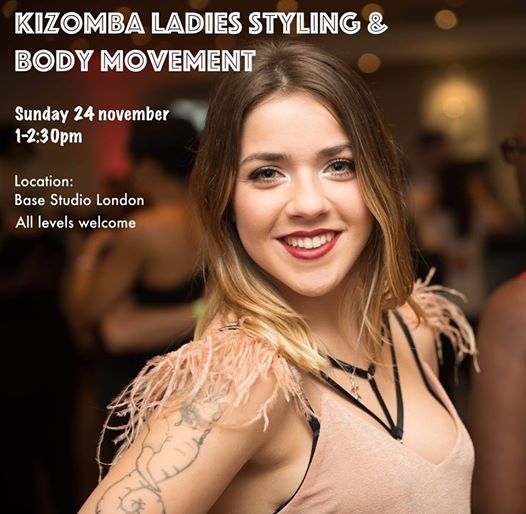 KIZOMBA LADIES STYLING &
BODY MOVEMENT
Sunday 24 november
1-2:30pm
Location:
Base Studio London
All levels welcome